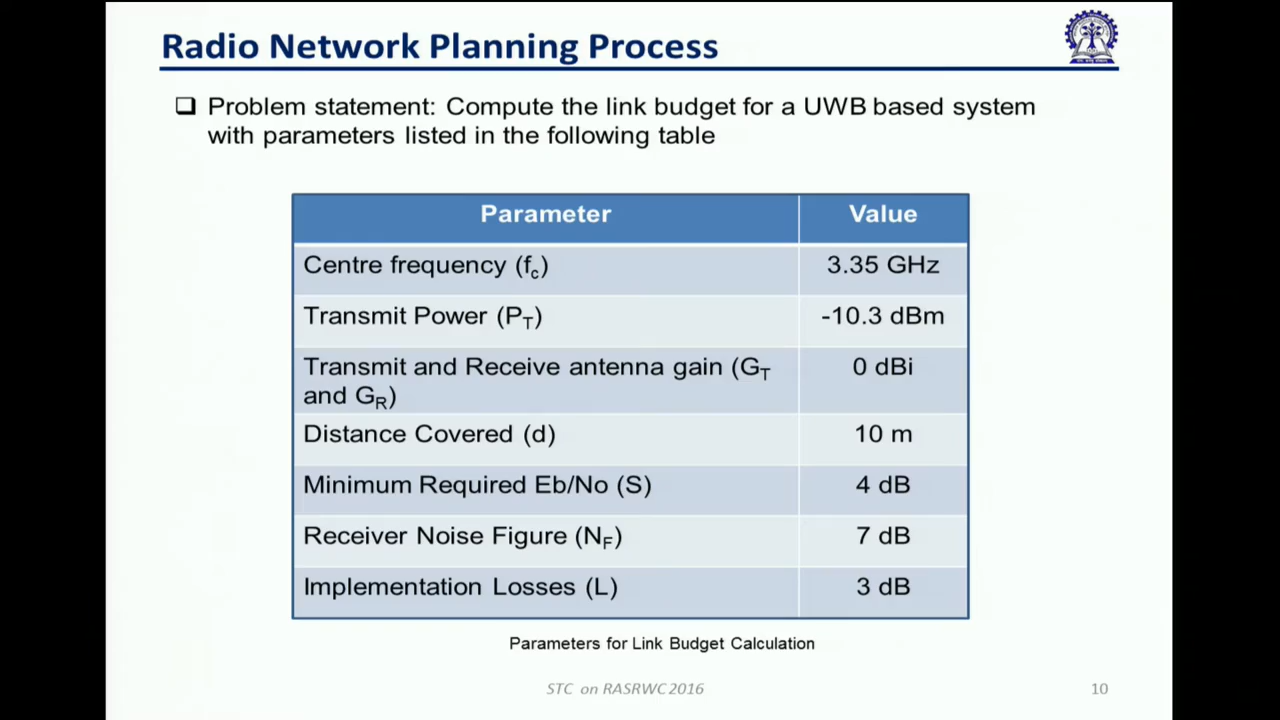 Radio Network Planning Process
❑ Problem statement: Compute the link budget for a UWB based system
with parameters listed in the following table
Parameter Value
Centre frequency (fc) 3.35 GHz
Transmit Power (PT) -10.3 dBm
Transmit and Receive antenna gain (GT 0 dBi
and GR)
Distance Covered (d) 10 m
Minimum Required Eb/No (S) 4 dB
Receiver Noise Figure (NF) 7 dB
Implementation Losses (L) 3 dB
Parameters for Link Budget Calculation
STC on RASRWC2016 10